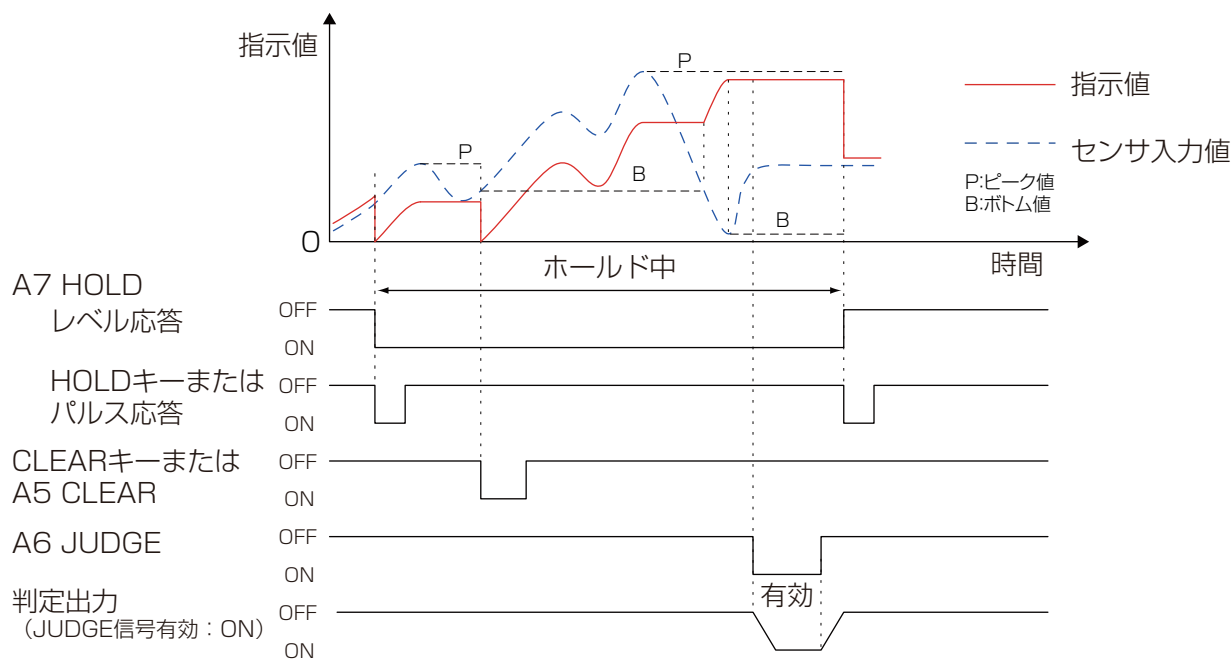 指示値
P
P
B
B
0
指示値
センサ入力値
P:ピーク値
B:ボトム値
時間
ホールド中
A7 HOLD
レベル応答
OFF
ON
HOLDキーまたは
パルス応答
OFF
ON
CLEARキーまたは
A5 CLEAR
OFF
ON
A6 JUDGE
OFF
ON
有効
判定出力
（JUDGE信号有効：ON）
OFF
ON